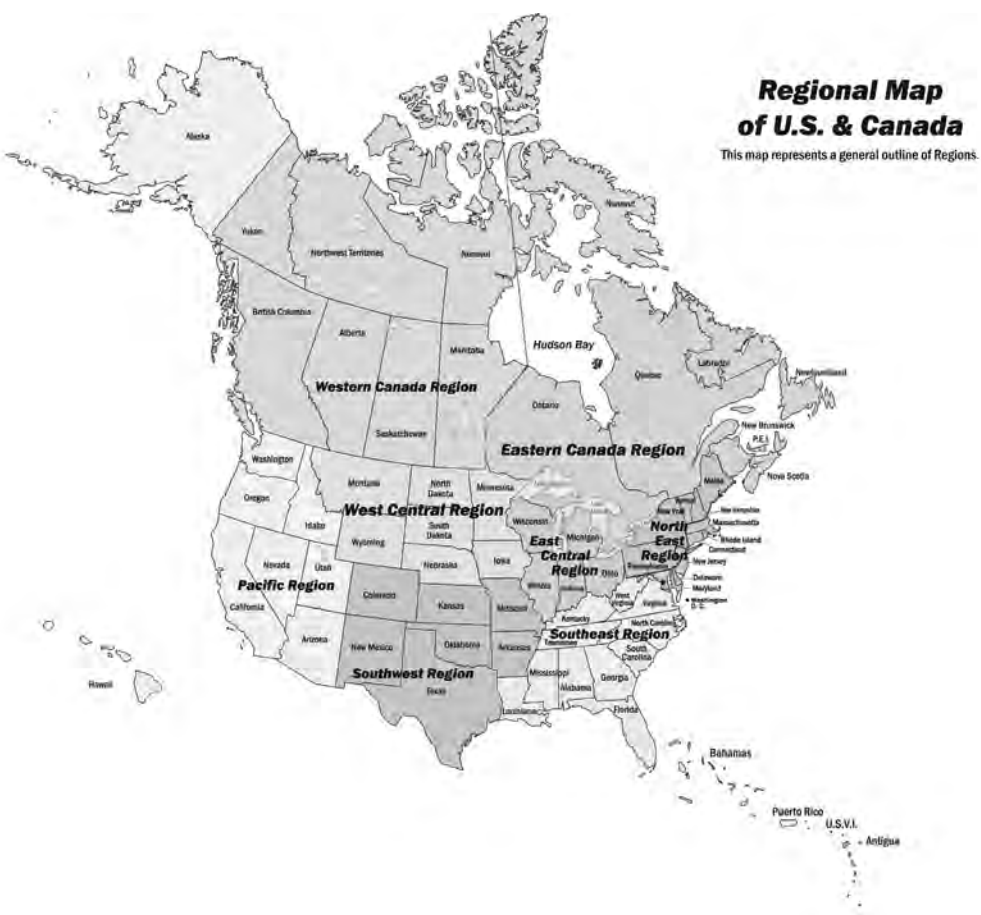 Regional Map
of U.S. & Canada
This map represents a general outline of Regions.
Alaska
Yukon
Northwest Territories
Nunavut
Nunavut
British Columbia
Alberta
Manitoba
Hudson Bay
Quebec
Labrador
Newfoundland
Western Canada Region
Saskatchewan
Ontario
Eastern Canada Region
New Brunswick
P.E.I.
Nova Scotia
Maine
Washington
Montana
North
Dakota
Minnesota
Oregon
West Central Region
Idaho
Wyoming
South
Dakota
Wisconsin
Michigan
New York
New Hampshire
Massachusetts
Rhode Island
Connecticut
North
East
Region
East
Central
Region
Nevada
Utah
Nebraska
Iowa
Ohio
Pennsylvania
New Jersey
Delaware
Maryland
Washington
D. C.
Pacific Region
California
Colorado
Kansas
Missouri
Illinois
Indiana
West
Virginia
Virginia
Kentucky
North Carolina
Southeast Region
Tennessee
Arizona
New Mexico
Oklahoma
Arkansas
South
Carolina
Southwest Region
Texas
Mississippi
Alabama
Georgia
Louisiana
Florida
Hawaii
Bahamas
Puerto Rico
U.S.V.I.
Antigua